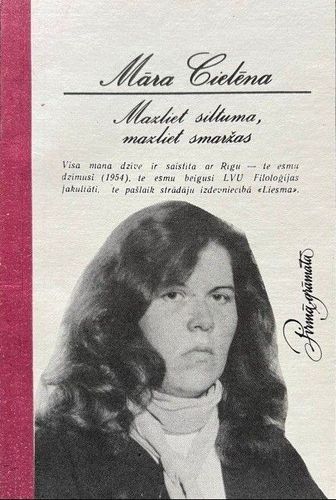 Māra Cielēna
Mazliet siltuma,
mazliet smaržas
Visa mana dzīve ir saistīta ar Rīgu — te esmu
dzimusi (1954), te esmu beigusi LVU Filoloģijas
fakultāti, te pašlaik strādāju izdevniecībā «Liesma».
Pirmā grāmata